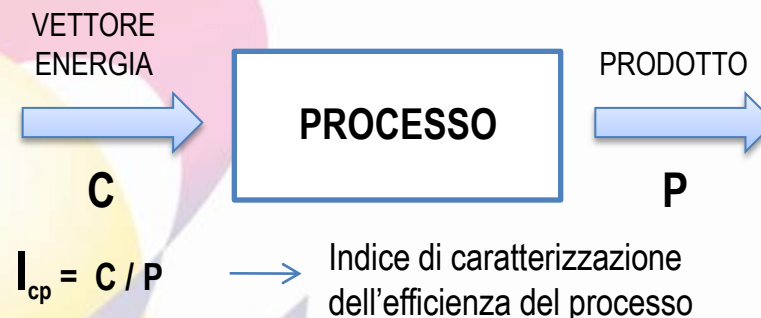 VETTORE
ENERGIA
PROCESSO
PRODOTTO
C
P
Icp = C / P
Indice di caratterizzazione
dell’efficienza del processo